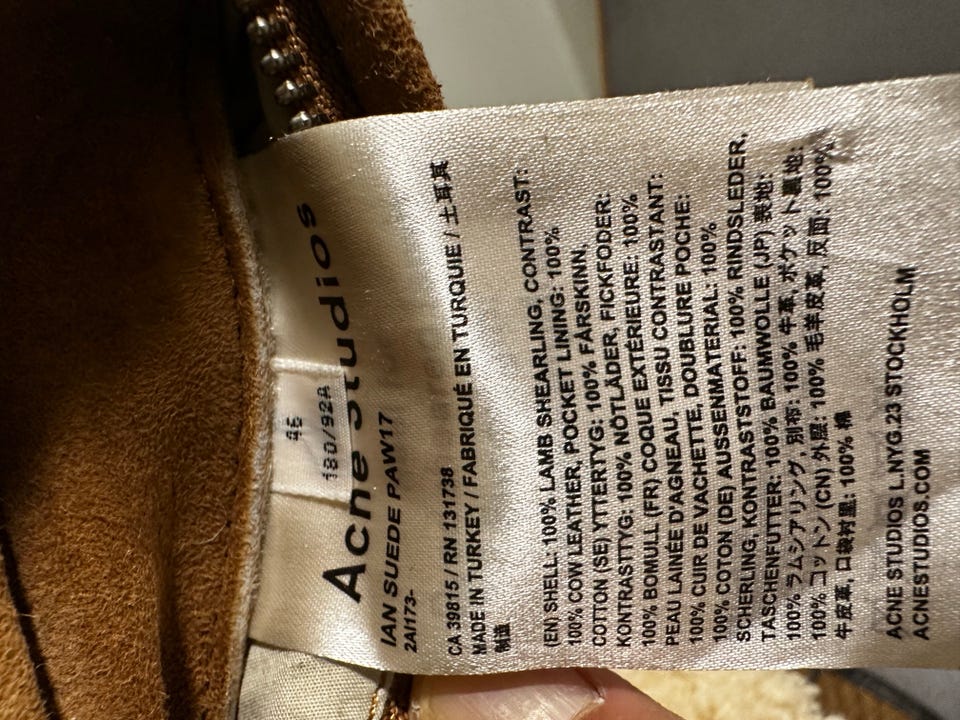 46
180/92A
Acne Studios
IAN SUEDE PAW17
2AI173-
CA 39815 / RN 131738
MADE IN TURKEY / FABRIQUÉ EN TURQUIE / 土耳其
制造
(EN) SHELL: 100% LAMB SHEARLING, CONTRAST:
100% COW LEATHER, POCKET LINING: 100%
COTTON (SE) YTTERTYG: 100% FÅRSKINN,
KONTRASTTYG: 100% NÖTLÄDER, FICKFODER:
100% BOMULL (FR) COQUE EXTÉRIEURE: 100%
PEAU LAINÉE D'AGNEAU, TISSU CONTRASTANT:
100% CUIR DE VACHETTE, DOUBLURE POCHE:
100% COTON (DE) AUSSENMATERIAL: 100%
SCHERLING, KONTRASTSTOFF: 100% RINDSLEDER,
TASCHENFUTTER: 100% BAUMWOLLE (JP) 表地:
100% ラムシアリング, 別布: 100% 牛革, ポケット裏地:
100% コットン (CN) 外层: 100% 毛羊皮革, 反面: 100%
牛皮革, 口袋衬里: 100% 棉
ACNE STUDIOS L.NYG.23 STOCKHOLM
ACNESTUDIOS.COM